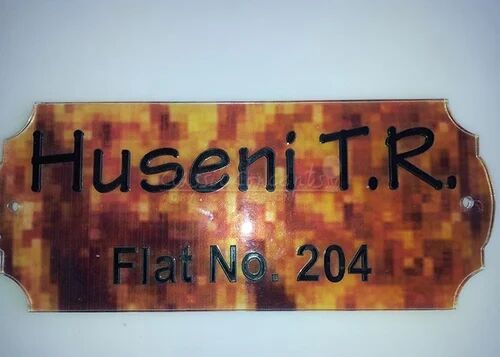 Huseni T.R.
Flat No. 204